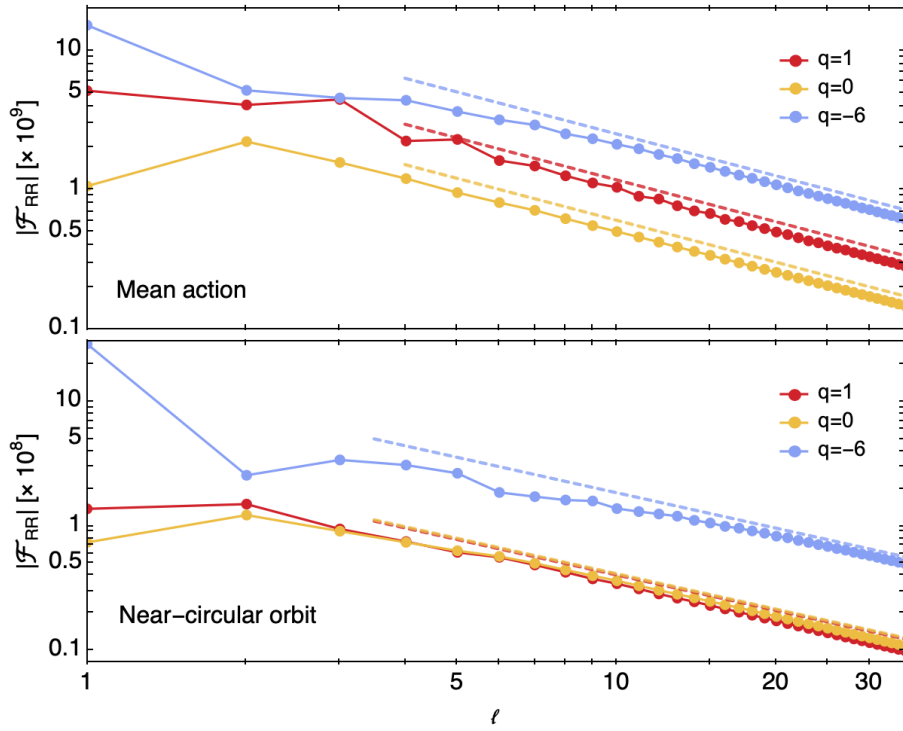 10
5
1
0.5
0.1
|ℱRR| [× 10⁹]
q=1
q=0
q=−6
Mean action
10
5
1
0.5
0.1
|ℱRR| [× 10⁸]
q=1
q=0
q=−6
Near−circular orbit
1 5 10 20 30
ℓ